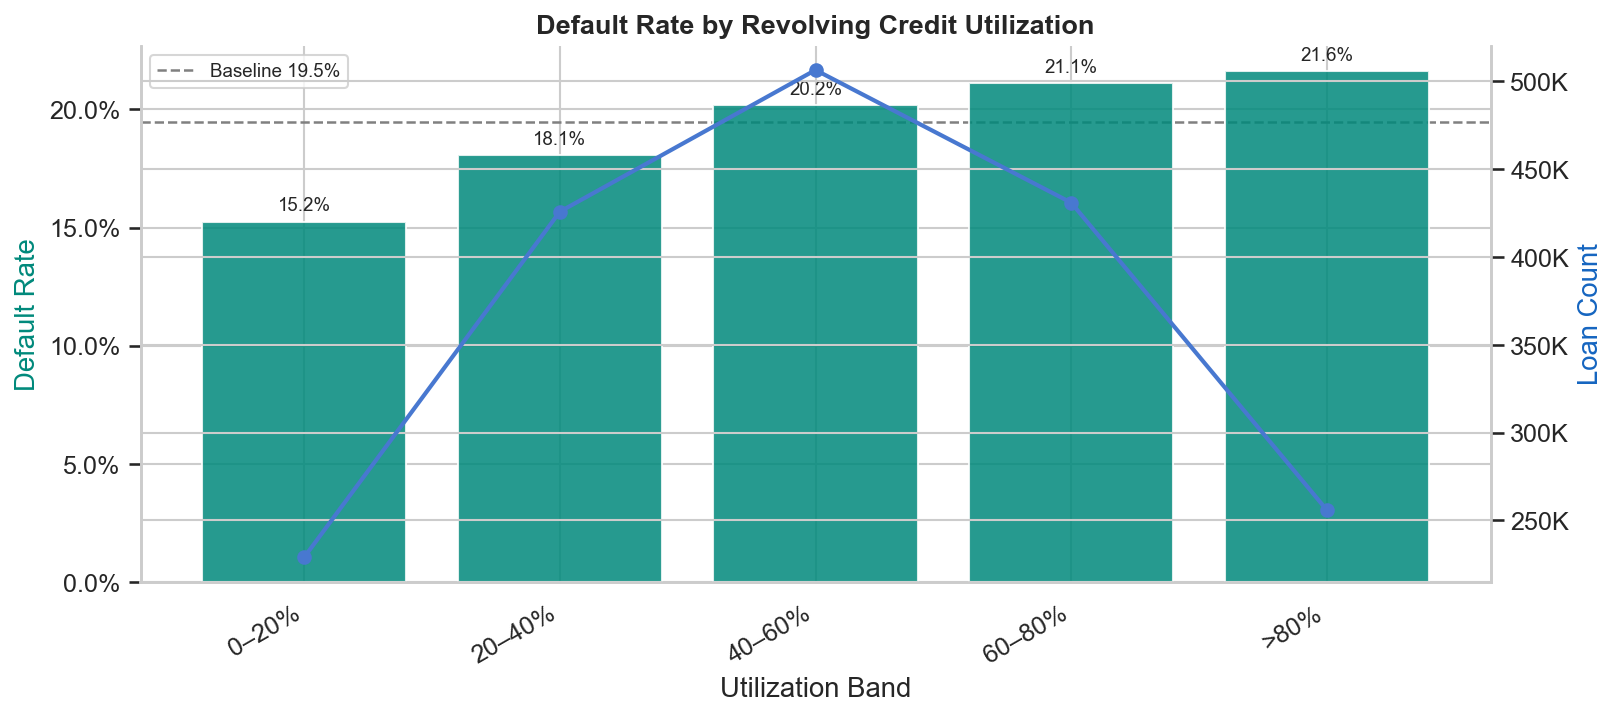 Default Rate by Revolving Credit Utilization
Baseline 19.5%
15.2%
18.1%
20.2%
21.1%
21.6%
20.0%
15.0%
10.0%
5.0%
0.0%
Default Rate
500K
450K
400K
350K
300K
250K
Loan Count
0–20%
20–40%
40–60%
60–80%
>80%
Utilization Band